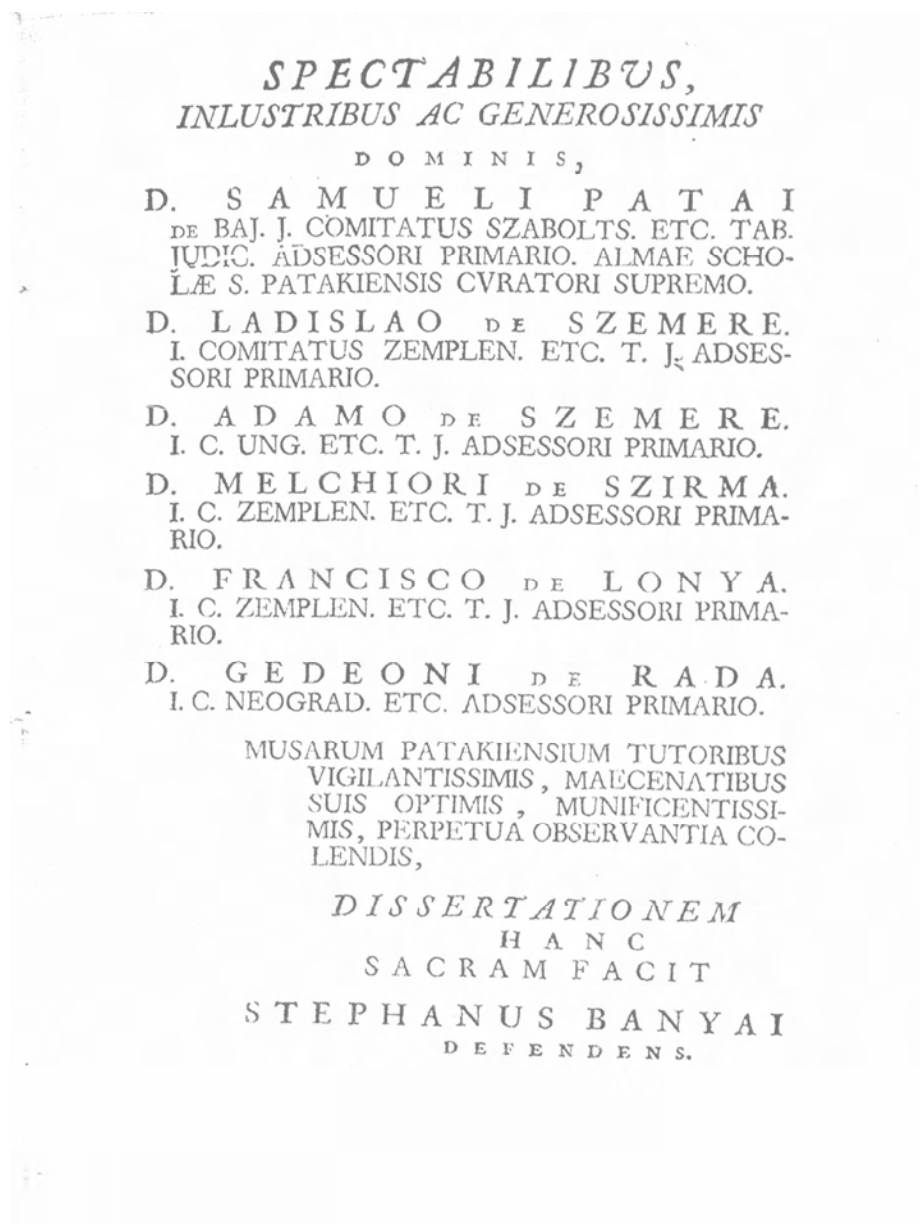 SPECTABILIBUS,
INLUSTRIBUS AC GENEROSISSIMIS
DOMINIS,
D. SAMUELI PATAI
DE BAJ. J. COMITATUS SZABOLTS. ETC. TAB.
JUDIC. ADSESSORI PRIMARIO. ALMAE SCHO-
LÆ S. PATAKIENSIS CVRATORI SUPREMO.
D. LADISLAO DE SZEMERE.
I. COMITATUS ZEMPLEN. ETC. T. J. ADSES-
SORI PRIMARIO.
D. ADAMO DE SZEMERE.
I. C. UNG. ETC. T. J. ADSESSORI PRIMARIO.
D. MELCHIORI DE SZIRMA.
I. C. ZEMPLEN. ETC. T. J. ADSESSORI PRIMA-
RIO.
D. FRANCISCO DE LONYA.
I. C. ZEMPLEN. ETC. T. J. ADSESSORI PRIMA-
RIO.
D. GEDEONI DE RADA.
I. C. NEOGRAD. ETC. ADSESSORI PRIMARIO.
MUSARUM PATAKIENSIUM TUTORIBUS
VIGILANTISSIMIS, MAECENATIBUS
SUIS OPTIMIS, MUNIFICENTISSI-
MIS, PERPETUA OBSERVANTIA CO-
LENDIS,
DISSERTATIONEM
HANC
SACRAM FACIT
STEPHANUS BANYAI
DEFENDENS.